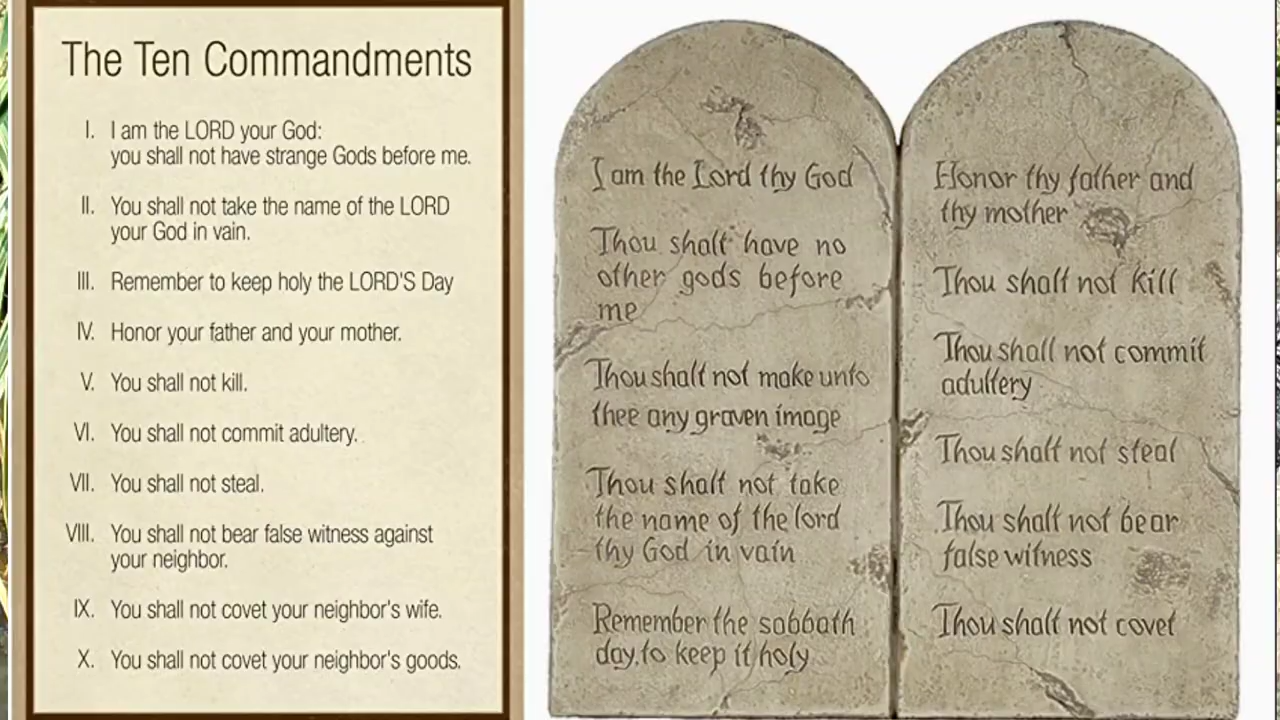 The Ten Commandments
I. I am the LORD your God:
you shall not have strange Gods before me.
II. You shall not take the name of the LORD
your God in vain.
III. Remember to keep holy the LORD'S Day
IV. Honor your father and your mother.
V. You shall not kill.
VI. You shall not commit adultery.
VII. You shall not steal.
VIII. You shall not bear false witness against
your neighbor.
IX. You shall not covet your neighbor's wife.
X. You shall not covet your neighbor's goods.
I am the Lord thy God
Thou shalt have no
other gods before
me
Thou shalt not make unto
thee any graven image
Thou shalt not take
the name of the lord
thy God in vain
Remember the sabbath
day,to keep it holy
Honor thy father and
thy mother
Thou shalt not kill
Thou shall not commit
adultery
Thou shalt not steal
Thou shalt not bear
false witness
Thou shalt not covet